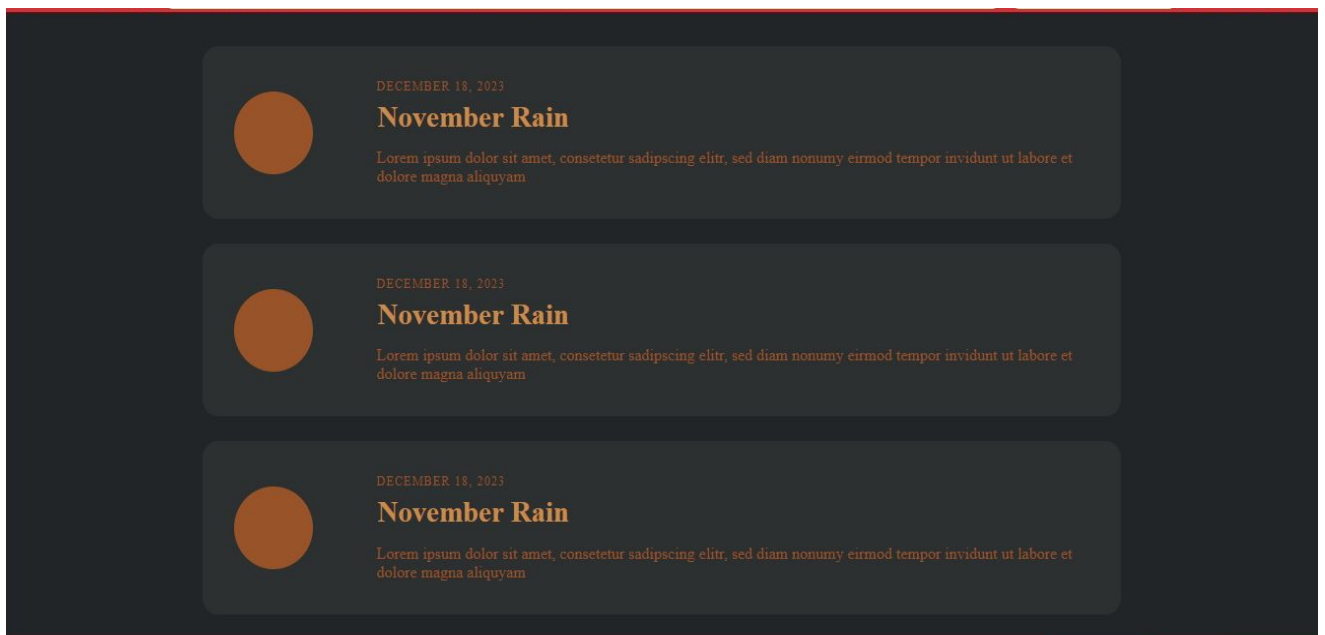 DECEMBER 18, 2023
November Rain
Lorem ipsum dolor sit amet, consetetur sadipscing elitr, sed diam nonumy eirmod tempor invidunt ut labore et
dolore magna aliquyam
DECEMBER 18, 2023
November Rain
Lorem ipsum dolor sit amet, consetetur sadipscing elitr, sed diam nonumy eirmod tempor invidunt ut labore et
dolore magna aliquyam
DECEMBER 18, 2023
November Rain
Lorem ipsum dolor sit amet, consetetur sadipscing elitr, sed diam nonumy eirmod tempor invidunt ut labore et
dolore magna aliquyam